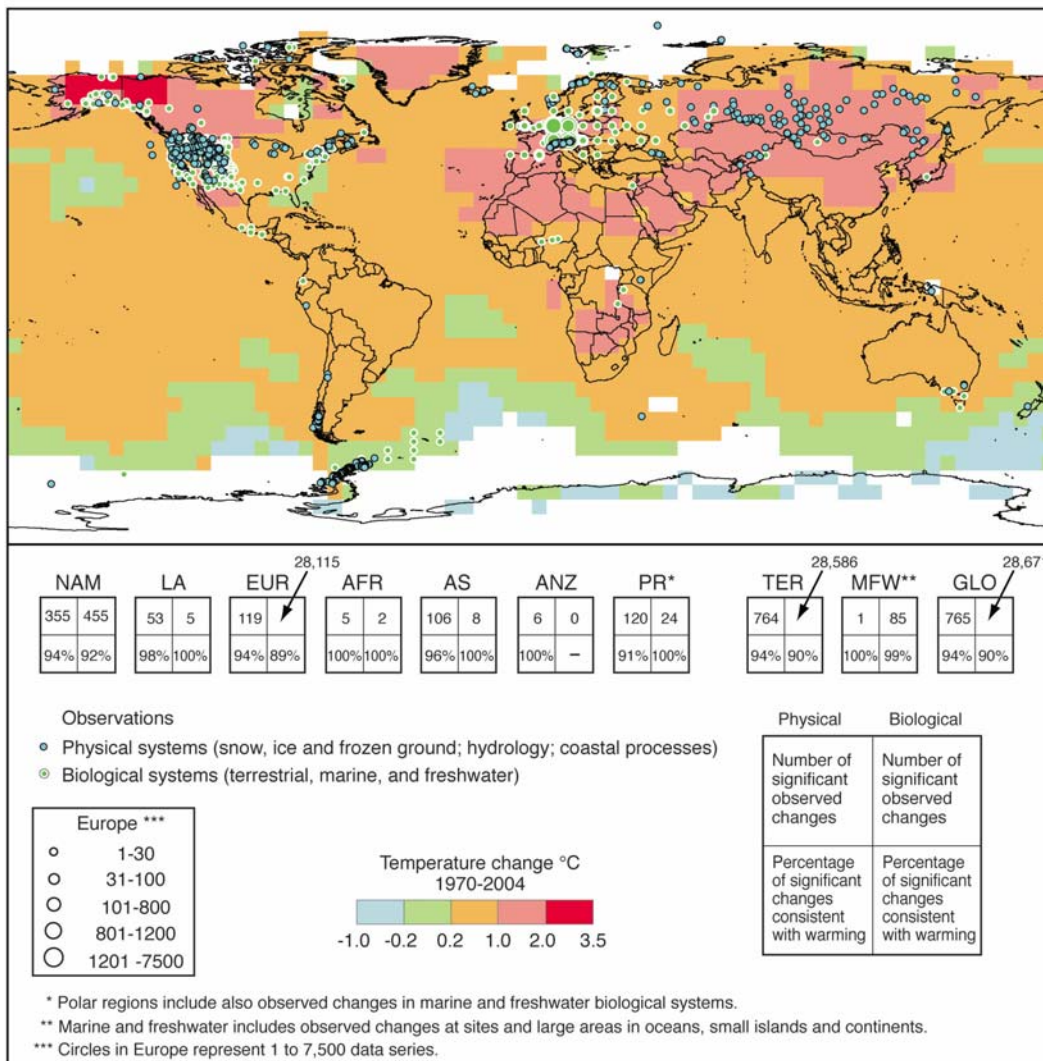 28,115
28,586
28,671
NAM LA EUR AFR AS ANZ PR* TER MFW** GLO
355 455 53 5 119 5 2 106 8 6 0 120 24 764 1 85 765
94% 92% 98% 100% 94% 89% 100% 100% 96% 100% 100% – 91% 100% 94% 90% 100% 99% 94% 90%
Observations
Physical systems (snow, ice and frozen ground; hydrology; coastal processes)
Biological systems (terrestrial, marine, and freshwater)
Europe ***
1-30
31-100
101-800
801-1200
1201 -7500
Temperature change °C
1970-2004
-1.0 -0.2 0.2 1.0 2.0 3.5
Physical Biological
Number of Number of
significant significant
observed observed
changes changes
Percentage Percentage
of significant of significant
changes changes
consistent consistent
with warming with warming
* Polar regions include also observed changes in marine and freshwater biological systems.
** Marine and freshwater includes observed changes at sites and large areas in oceans, small islands and continents.
*** Circles in Europe represent 1 to 7,500 data series.